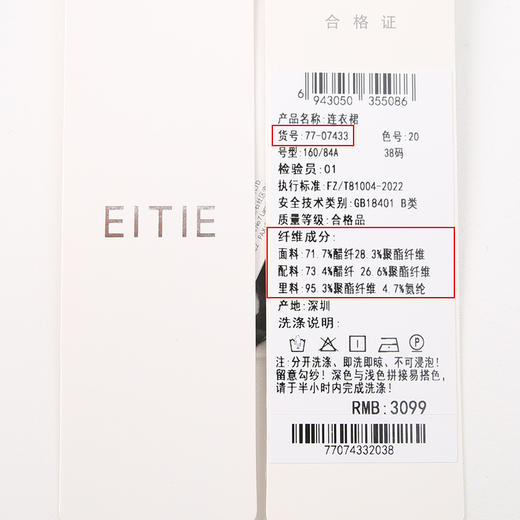 EITIE
合格证
6 943050 355086
产品名称:连衣裙
货号:77-07433 色号:20
号型:160/84A 38码
检验员:01
执行标准:FZ/T81004-2022
安全技术类别:GB18401 B类
质量等级:合格品
纤维成分:
面料:71.7%醋纤28.3%聚酯纤维
配料:73.4%醋纤 26.6%聚酯纤维
里料:95.3%聚酯纤维 4.7%氨纶
产地:深圳
洗涤说明:
P
注:分开洗涤、即洗即晾、不可浸泡!
留意勾纱!深色与浅色拼接易搭色,
请于半小时内完成洗涤!
RMB:3099
77074332038